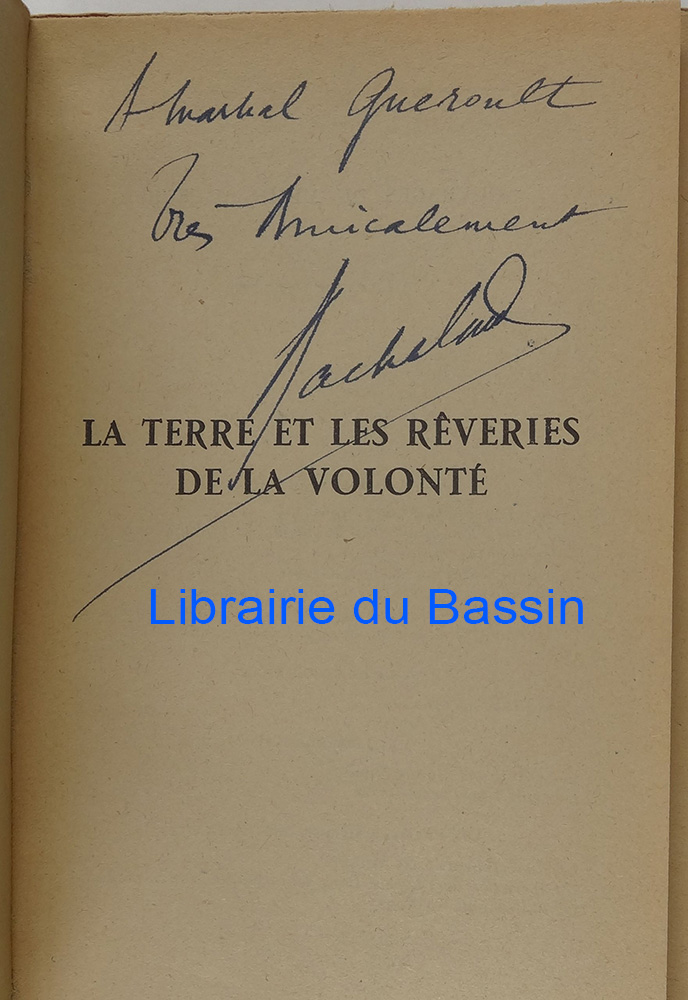 A Martial Gueroult
Très Amicalement
Bachelard
LA TERRE ET LES RÊVERIES
DE LA VOLONTÉ
Librairie du Bassin